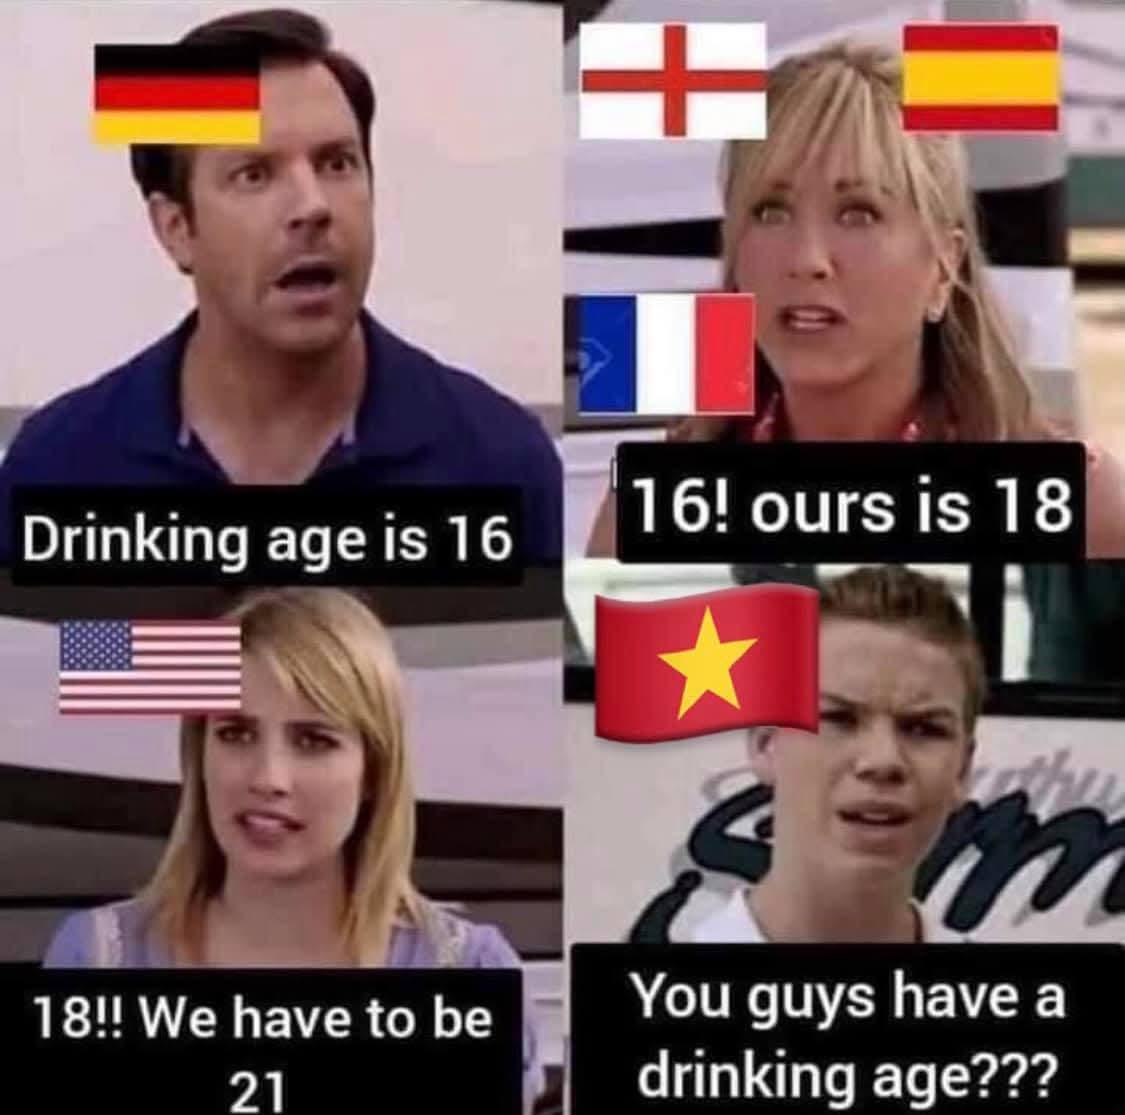 Drinking age is 16
16! ours is 18
18!! We have to be
21
You guys have a
drinking age???